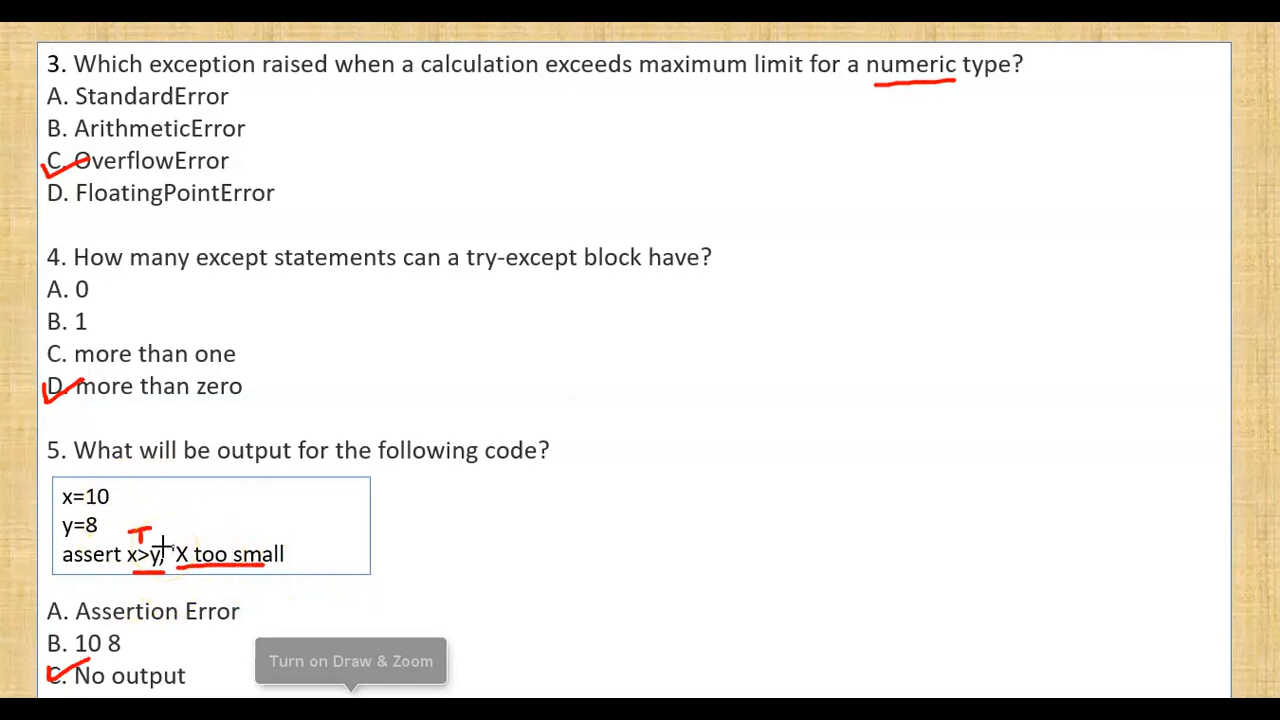 3. Which exception raised when a calculation exceeds maximum limit for a numeric type?
A. StandardError
B. ArithmeticError
C. OverflowError
D. FloatingPointError
4. How many except statements can a try-except block have?
A. 0
B. 1
C. more than one
D. more than zero
5. What will be output for the following code?
x=10
y=8
T
assert x>y, 'X too small
A. Assertion Error
B. 10 8
Turn on Draw & Zoom
C. No output